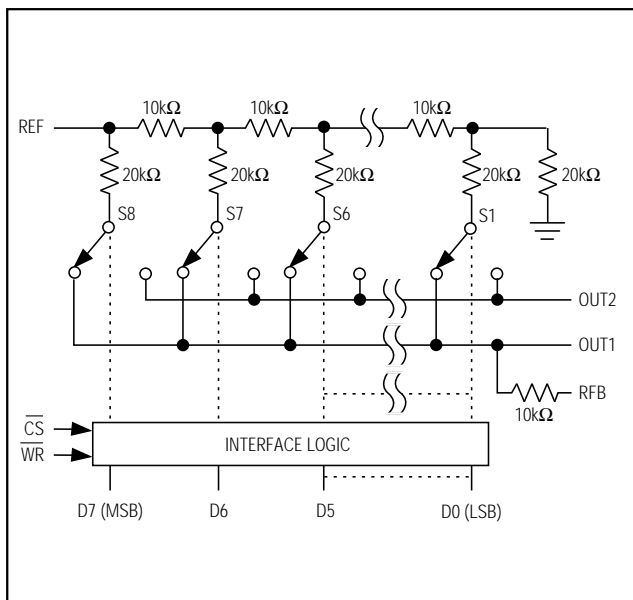 10kΩ 10kΩ 10kΩ
REF
20kΩ 20kΩ 20kΩ 20kΩ 20kΩ
S8 S7 S6 S1
OUT2
OUT1
RFB
10kΩ
CS
WR
INTERFACE LOGIC
D7 (MSB) D6 D5 D0 (LSB)